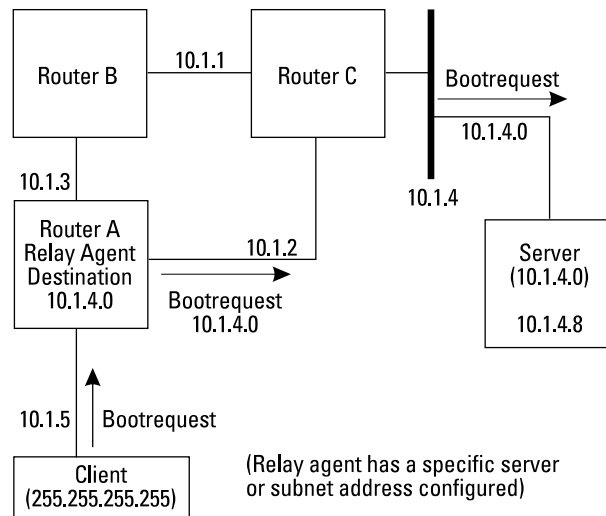 Router B
10.1.1
Router C
Bootrequest
10.1.4.0
10.1.3
10.1.4
Router A
Relay Agent
Destination
10.1.4.0
10.1.2
Bootrequest
10.1.4.0
Server
(10.1.4.0)
10.1.4.8
10.1.5
Bootrequest
Client
(255.255.255.255)
(Relay agent has a specific server
or subnet address configured)